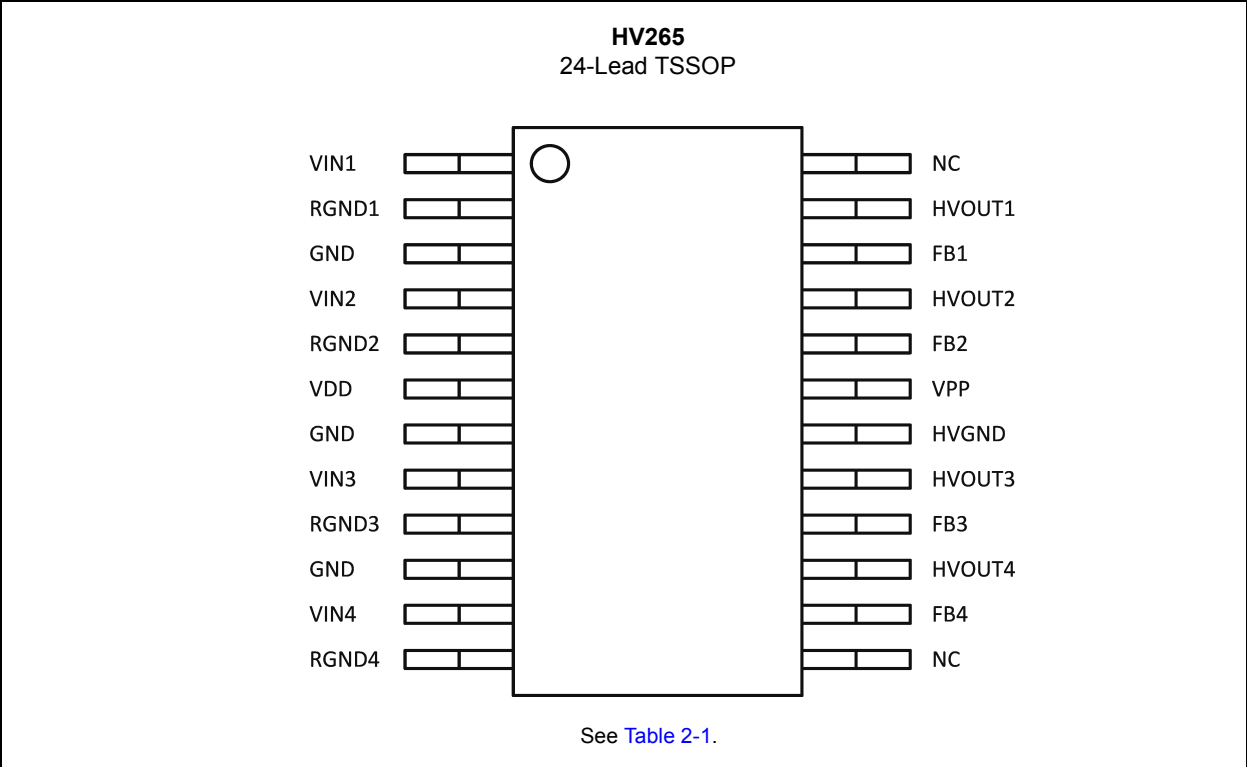 HV265
24-Lead TSSOP
VIN1 NC
RGND1 HVOUT1
GND FB1
VIN2 HVOUT2
RGND2 FB2
VDD VPP
GND HVGND
VIN3 HVOUT3
RGND3 FB3
GND HVOUT4
VIN4 FB4
RGND4 NC
See Table 2-1.